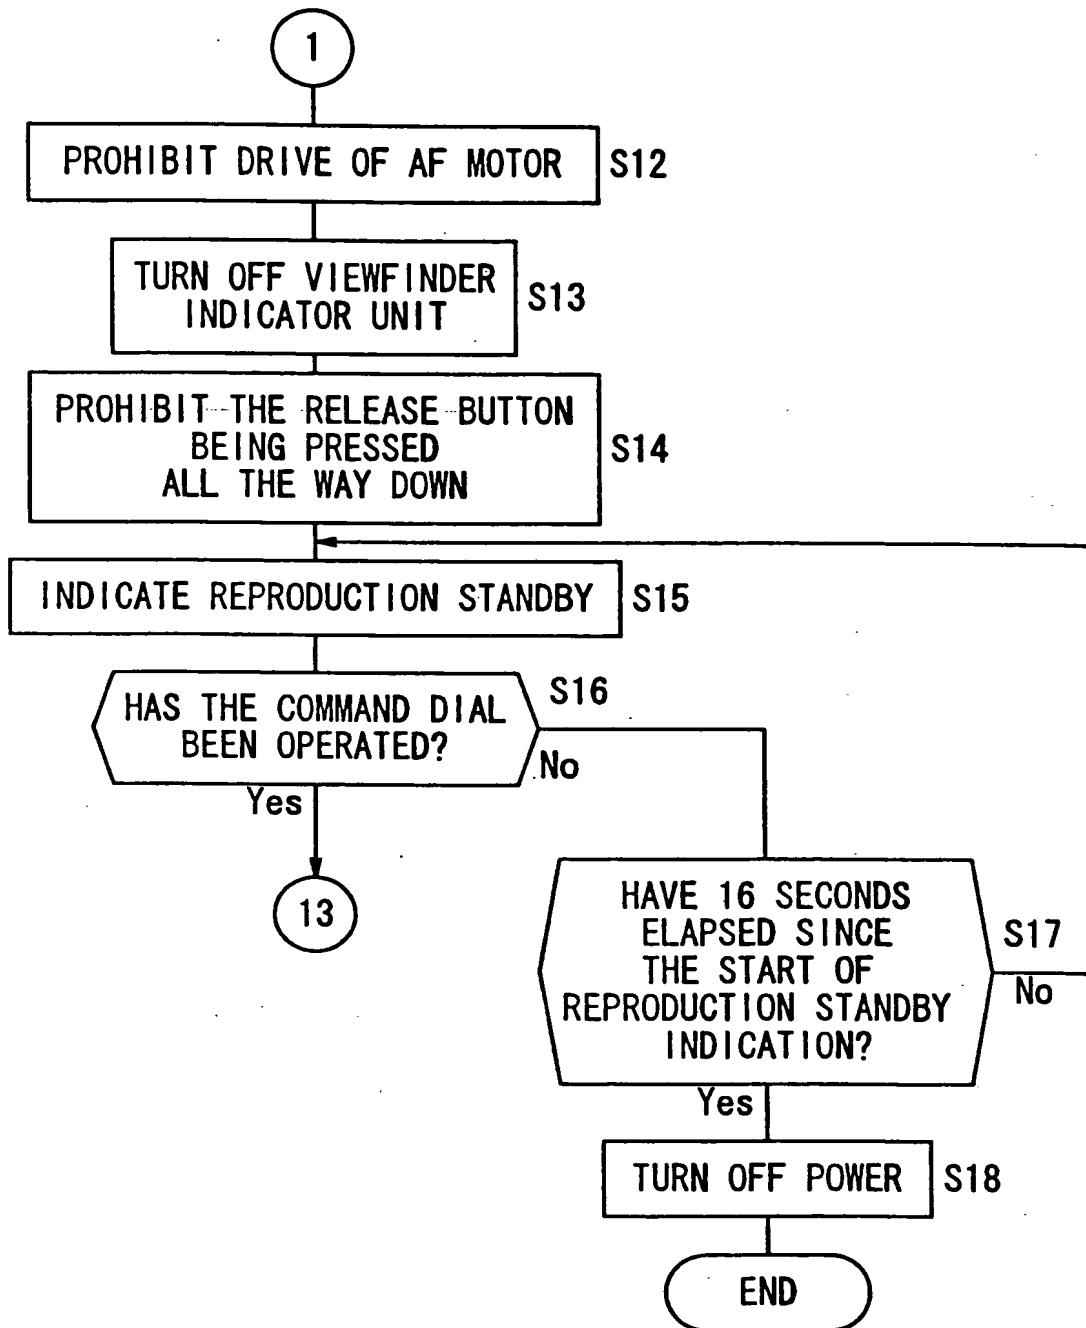 1
PROHIBIT DRIVE OF AF MOTOR
S12
TURN OFF VIEWFINDER
INDICATOR UNIT
S13
PROHIBIT THE RELEASE BUTTON
BEING PRESSED
ALL THE WAY DOWN
S14
INDICATE REPRODUCTION STANDBY
S15
HAS THE COMMAND DIAL
BEEN OPERATED?
S16
No
Yes
13
HAVE 16 SECONDS
ELAPSED SINCE
THE START OF
REPRODUCTION STANDBY
INDICATION?
S17
No
Yes
TURN OFF POWER
S18
END